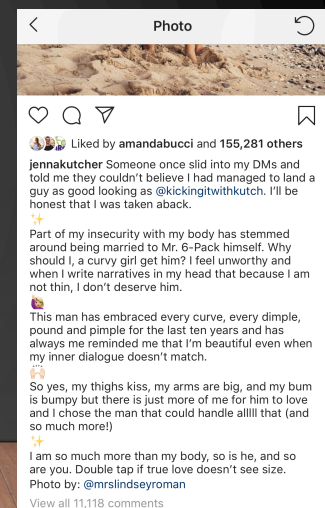 Photo
Liked by amandabucci and 155,281 others
jennakutcher Someone once slid into my DMs and
told me they couldn't believe I had managed to land a
guy as good looking as @kickingitwithkutch. I'll be
honest that I was taken aback.
✨
Part of my insecurity with my body has stemmed
around being married to Mr. 6-Pack himself. Why
should I, a curvy girl get him? I feel unworthy and
when I write narratives in my head that because I am
not thin, I don't deserve him.
This man has embraced every curve, every dimple,
pound and pimple for the last ten years and has
always me reminded me that I'm beautiful even when
my inner dialogue doesn't match.
🙌🏻
So yes, my thighs kiss, my arms are big, and my bum
is bumpy but there is just more of me for him to love
and I chose the man that could handle alllll that (and
so much more!)
✨
I am so much more than my body, so is he, and so
are you. Double tap if true love doesn't see size.
Photo by: @mrslindseyroman
View all 11,118 comments